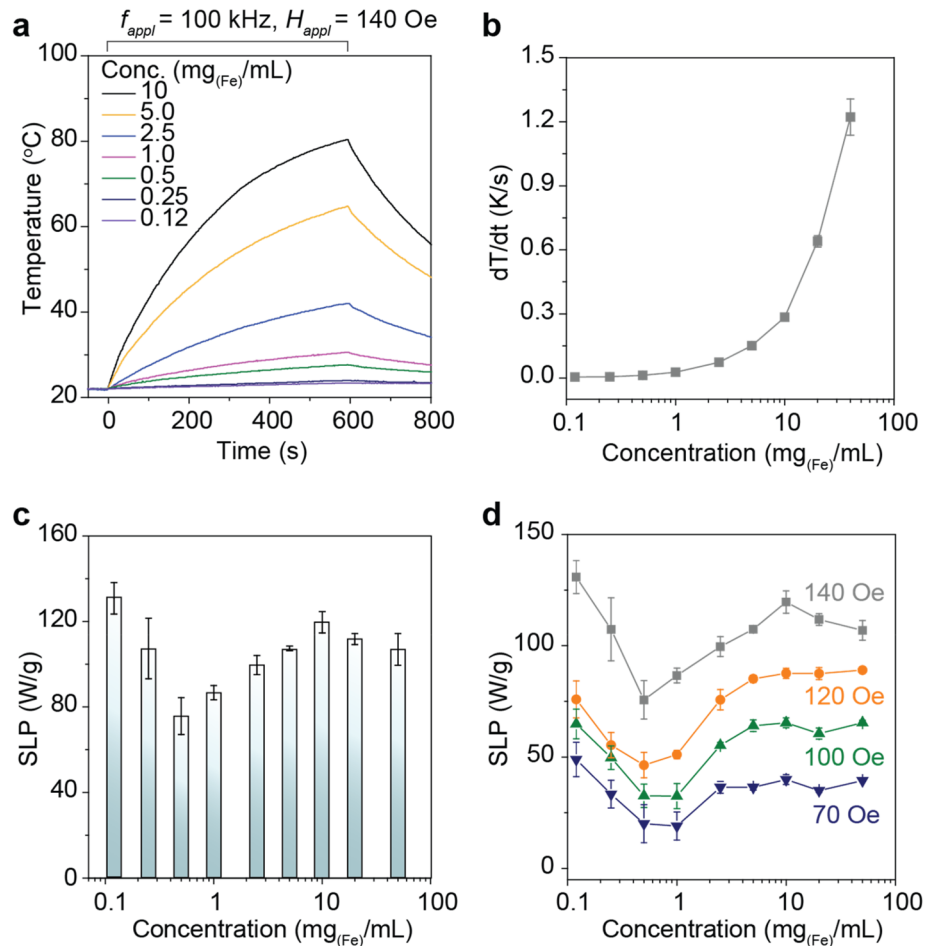 a
f_appl = 100 kHz, H_appl = 140 Oe
Conc. (mg(Fe)/mL)
10
5.0
2.5
1.0
0.5
0.25
0.12
100
80
60
40
20
Temperature (°C)
0 200 400 600 800
Time (s)
b
1.5
1.2
0.9
0.6
0.3
0.0
dT/dt (K/s)
0.1 1 10 100
Concentration (mg(Fe)/mL)
c
160
120
80
40
0
SLP (W/g)
0.1 1 10 100
Concentration (mg(Fe)/mL)
d
150
100
50
0
SLP (W/g)
140 Oe
120 Oe
100 Oe
70 Oe
0.1 1 10 100
Concentration (mg(Fe)/mL)